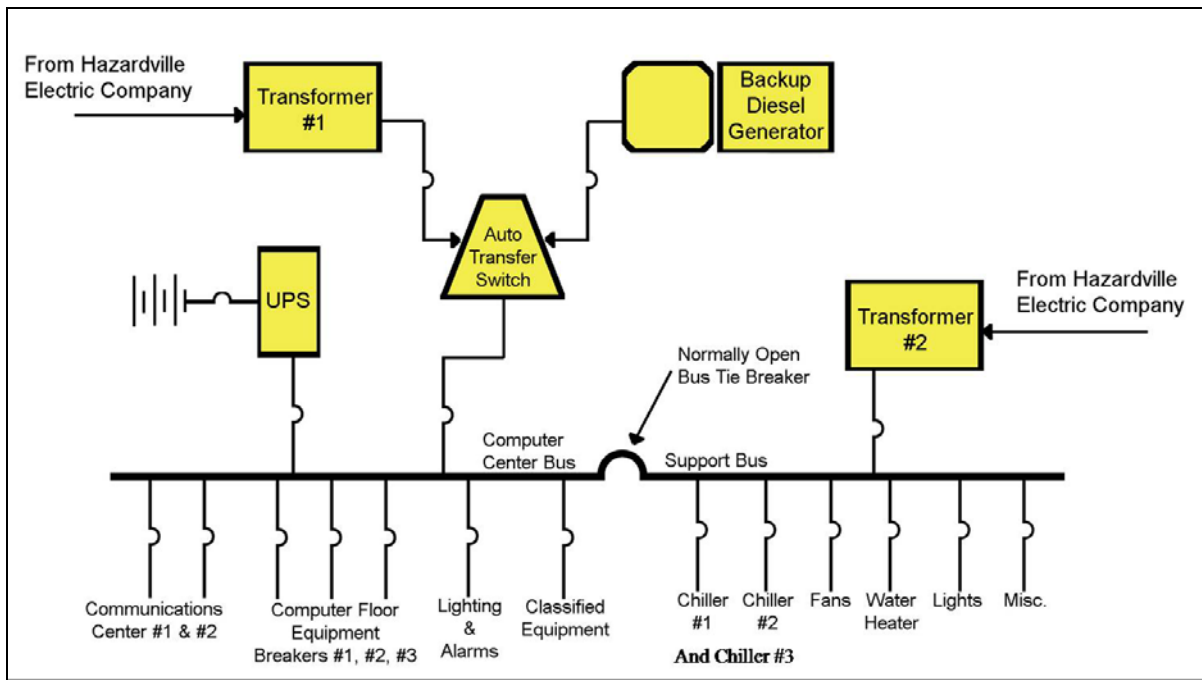 From Hazardville
Electric Company
Transformer
#1
Backup
Diesel
Generator
Auto
Transfer
Switch
UPS
From Hazardville
Electric Company
Transformer
#2
Normally Open
Bus Tie Breaker
Computer
Center Bus
Support Bus
Communications
Center #1 & #2
Computer Floor
Equipment
Breakers #1, #2, #3
Lighting
&
Alarms
Classified
Equipment
Chiller
#1
Chiller
#2
Fans
Water
Heater
Lights
Misc.
And Chiller #3